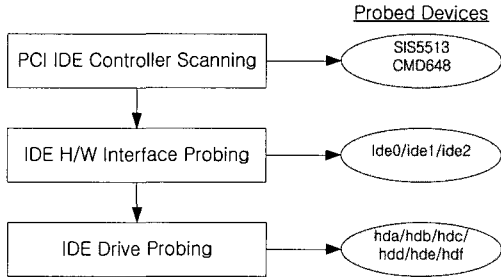 Probed Devices
PCI IDE Controller Scanning
SIS5513
CMD648
IDE H/W Interface Probing
Ide0/ide1/ide2
IDE Drive Probing
hda/hdb/hdc/
hdd/hde/hdf